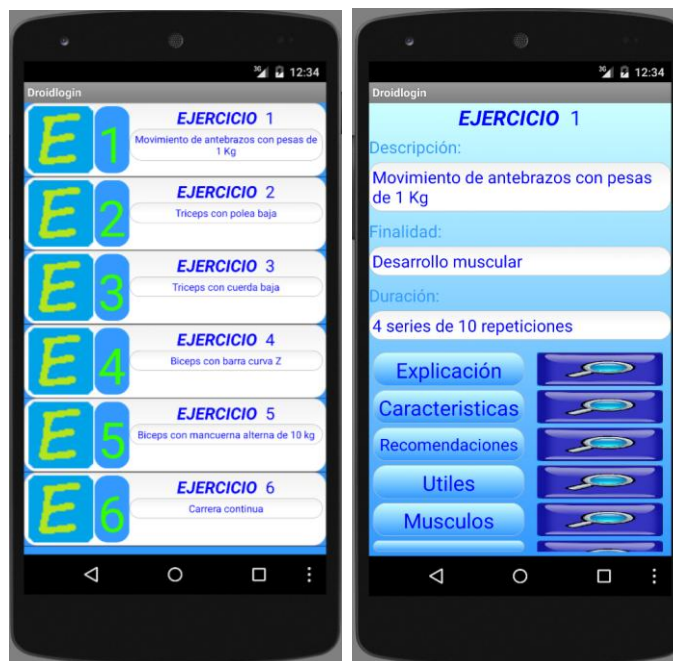 3G 12:34
Droidlogin
E 1
EJERCICIO 1
Movimiento de antebrazos con pesas de
1 Kg
E 2
EJERCICIO 2
Triceps con polea baja
E 3
EJERCICIO 3
Triceps con cuerda baja
E 4
EJERCICIO 4
Biceps con barra curva Z
E 5
EJERCICIO 5
Biceps con mancuerna alterna de 10 kg
E 6
EJERCICIO 6
Carrera continua
3G 12:34
Droidlogin
EJERCICIO 1
Descripción:
Movimiento de antebrazos con pesas
de 1 Kg
Finalidad:
Desarrollo muscular
Duración:
4 series de 10 repeticiones
Explicación
Caracteristicas
Recomendaciones
Utiles
Musculos